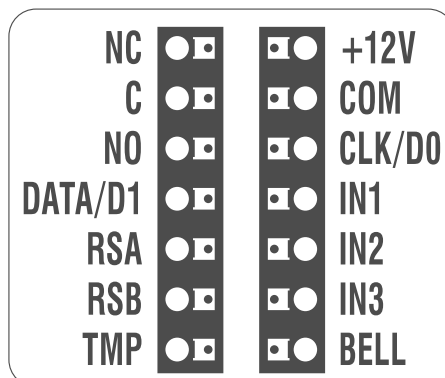 NC +12V
C COM
NO CLK/D0
DATA/D1 IN1
RSA IN2
RSB IN3
TMP BELL